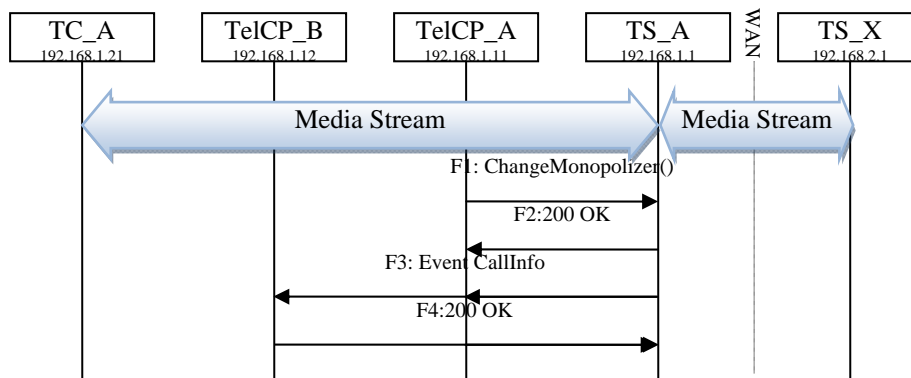 TC_A
192.168.1.21
TelCP_B
192.168.1.12
TelCP_A
192.168.1.11
TS_A
192.168.1.1
WAN
TS_X
192.168.2.1
Media Stream
Media Stream
F1: ChangeMonopolizer()
F2:200 OK
F3: Event CallInfo
F4:200 OK